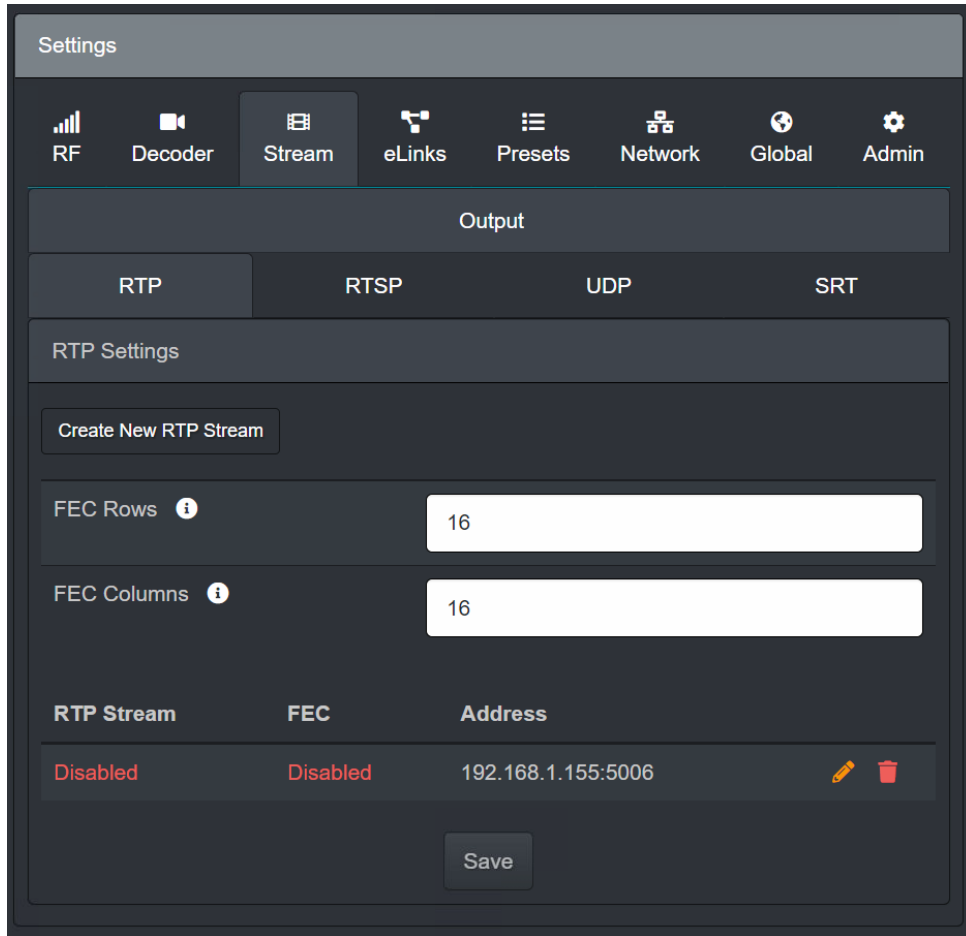 Settings
RF Decoder Stream eLinks Presets Network Global Admin
Output
RTP RTSP UDP SRT
RTP Settings
Create New RTP Stream
FEC Rows 16
FEC Columns 16
RTP Stream FEC Address
Disabled Disabled 192.168.1.155:5006
Save